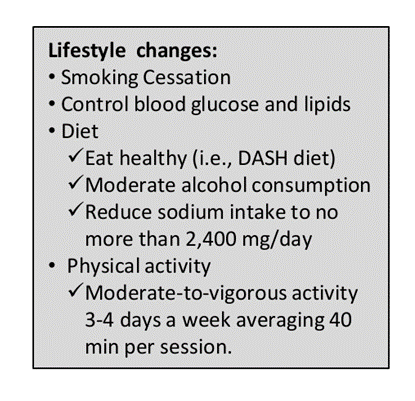 Lifestyle changes:
• Smoking Cessation
• Control blood glucose and lipids
• Diet
✓Eat healthy (i.e., DASH diet)
✓Moderate alcohol consumption
✓Reduce sodium intake to no
more than 2,400 mg/day
• Physical activity
✓Moderate-to-vigorous activity
3-4 days a week averaging 40
min per session.